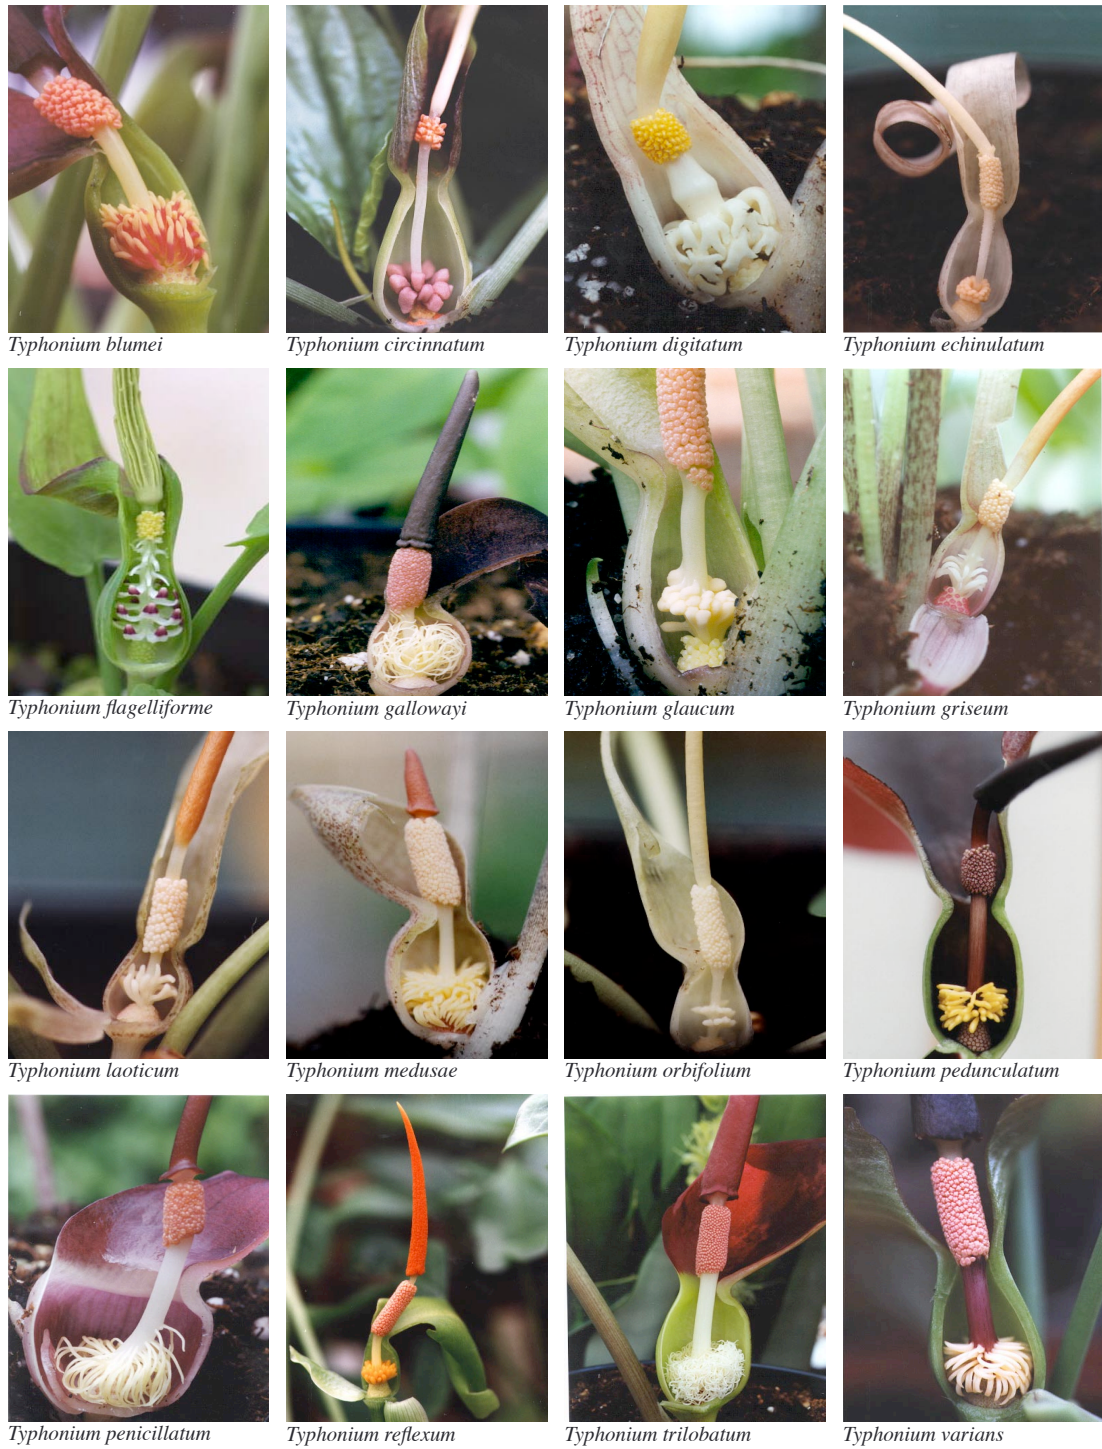 Typhonium blumei
Typhonium circinnatum
Typhonium digitatum
Typhonium echinulatum
Typhonium flagelliforme
Typhonium gallowayi
Typhonium glaucum
Typhonium griseum
Typhonium laoticum
Typhonium medusae
Typhonium orbifolium
Typhonium pedunculatum
Typhonium penicillatum
Typhonium reflexum
Typhonium trilobatum
Typhonium varians